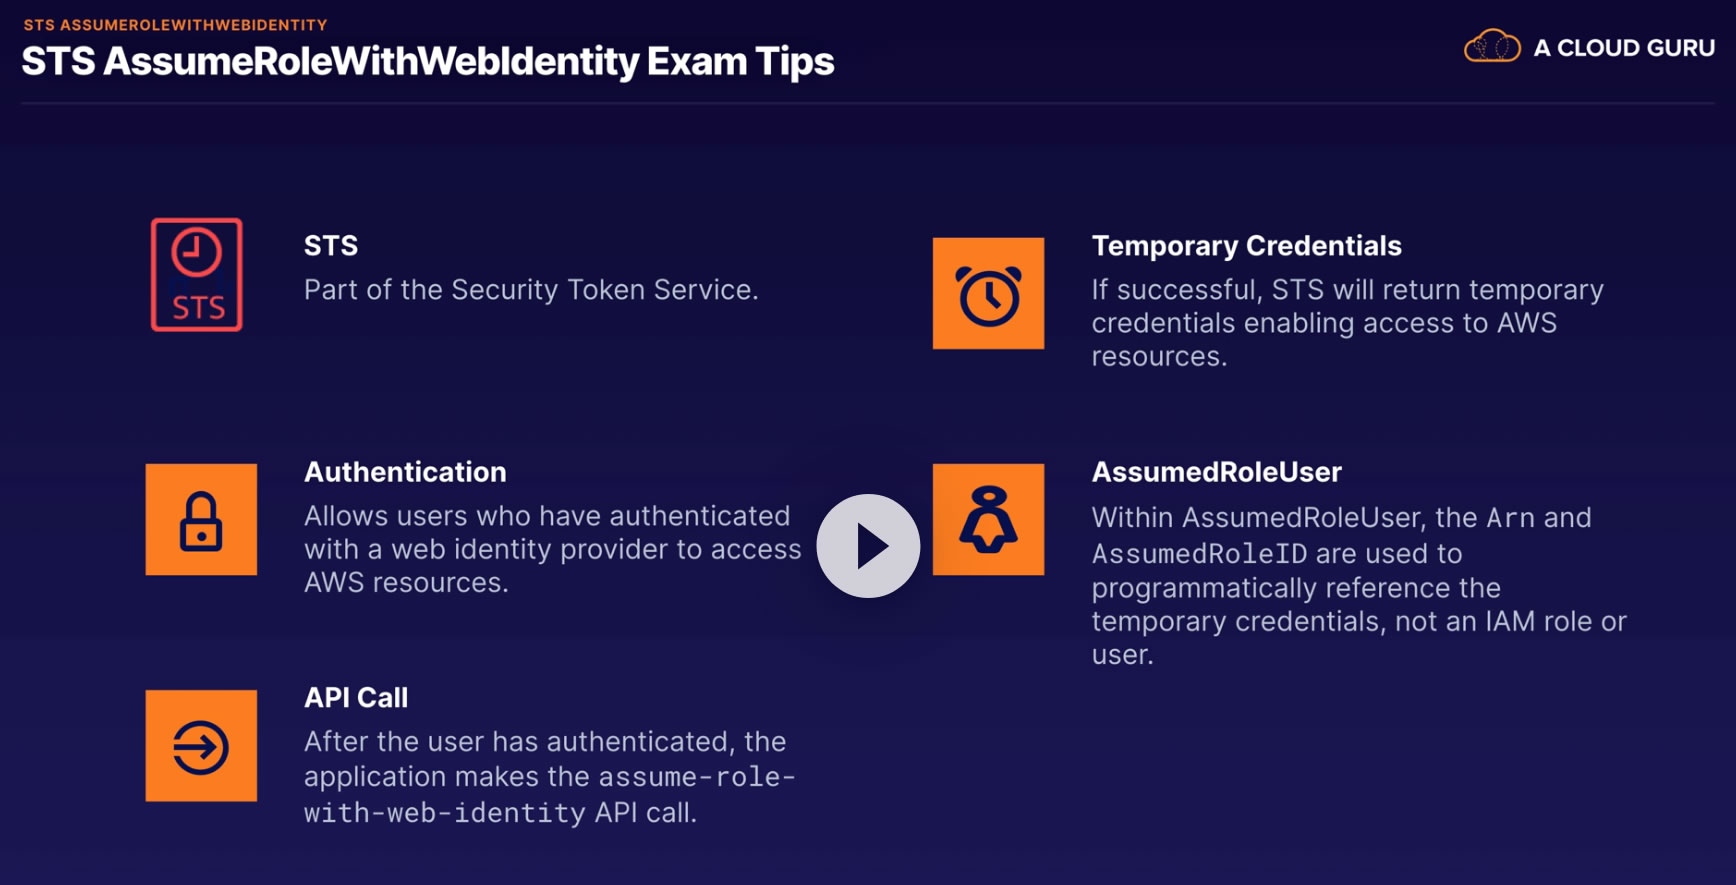 STS ASSUMEROLEWITHWEBIDENTITY
STS AssumeRoleWithWebIdentity Exam Tips
A CLOUD GURU
STS
STS
Part of the Security Token Service.
Temporary Credentials
If successful, STS will return temporary
credentials enabling access to AWS
resources.
Authentication
Allows users who have authenticated
with a web identity provider to access
AWS resources.
AssumedRoleUser
Within AssumedRoleUser, the Arn and
AssumedRoleID are used to
programmatically reference the
temporary credentials, not an IAM role or
user.
API Call
After the user has authenticated, the
application makes the assume-role-
with-web-identity API call.